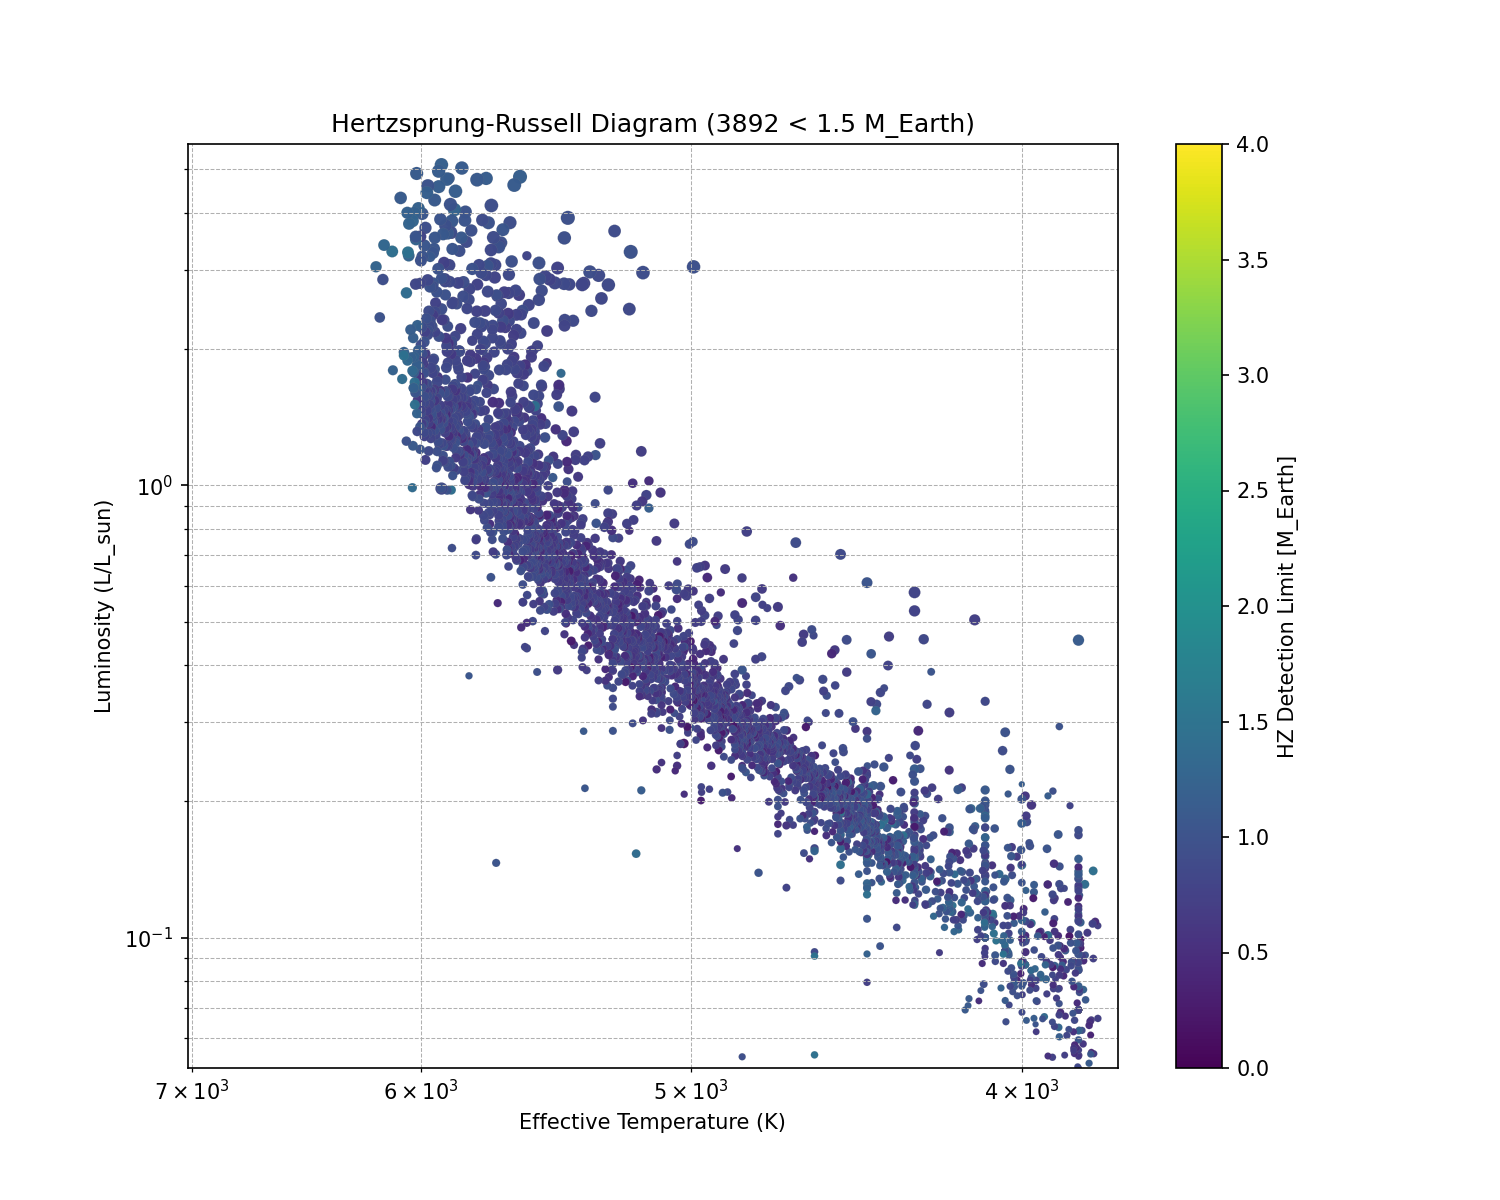 Hertzsprung-Russell Diagram (3892 < 1.5 M_Earth)
Luminosity (L/L_sun)
10⁰
10⁻¹
7 × 10³
6 × 10³
5 × 10³
4 × 10³
Effective Temperature (K)
4.0
3.5
3.0
2.5
2.0
1.5
1.0
0.5
0.0
HZ Detection Limit [M_Earth]